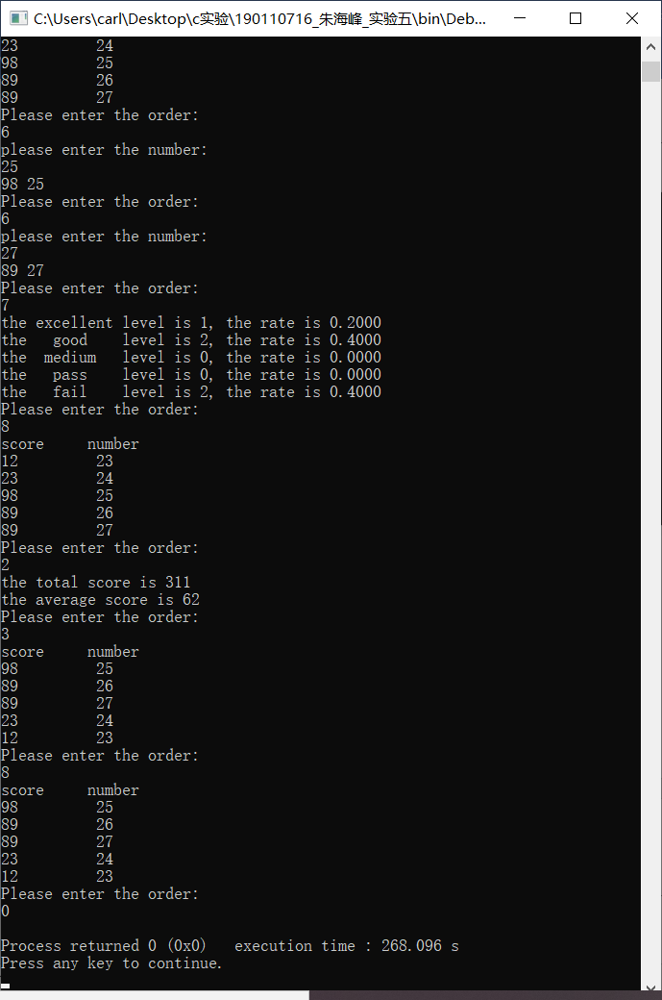 C:\Users\carl\Desktop\c实验\190110716_朱海峰_实验五\bin\Deb...
23         24
98         25
89         26
89         27
Please enter the order:
6
please enter the number:
25
98 25
Please enter the order:
6
please enter the number:
27
89 27
Please enter the order:
7
the excellent level is 1, the rate is 0.2000
the   good    level is 2, the rate is 0.4000
the  medium   level is 0, the rate is 0.0000
the   pass    level is 0, the rate is 0.0000
the   fail    level is 2, the rate is 0.4000
Please enter the order:
8
score     number
12         23
23         24
98         25
89         26
89         27
Please enter the order:
2
the total score is 311
the average score is 62
Please enter the order:
3
score     number
98         25
89         26
89         27
23         24
12         23
Please enter the order:
8
score     number
98         25
89         26
89         27
23         24
12         23
Please enter the order:
0
Process returned 0 (0x0)   execution time : 268.096 s
Press any key to continue.